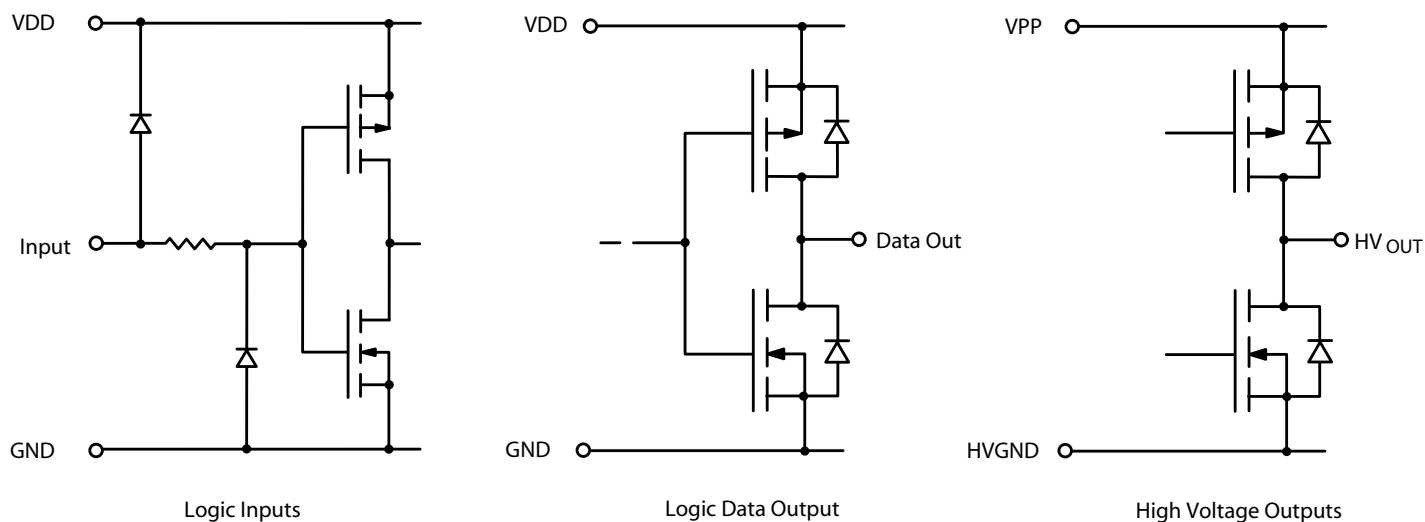 VDD
Input
GND
Logic Inputs
VDD
Data Out
GND
Logic Data Output
VPP
HV OUT
HVGND
High Voltage Outputs